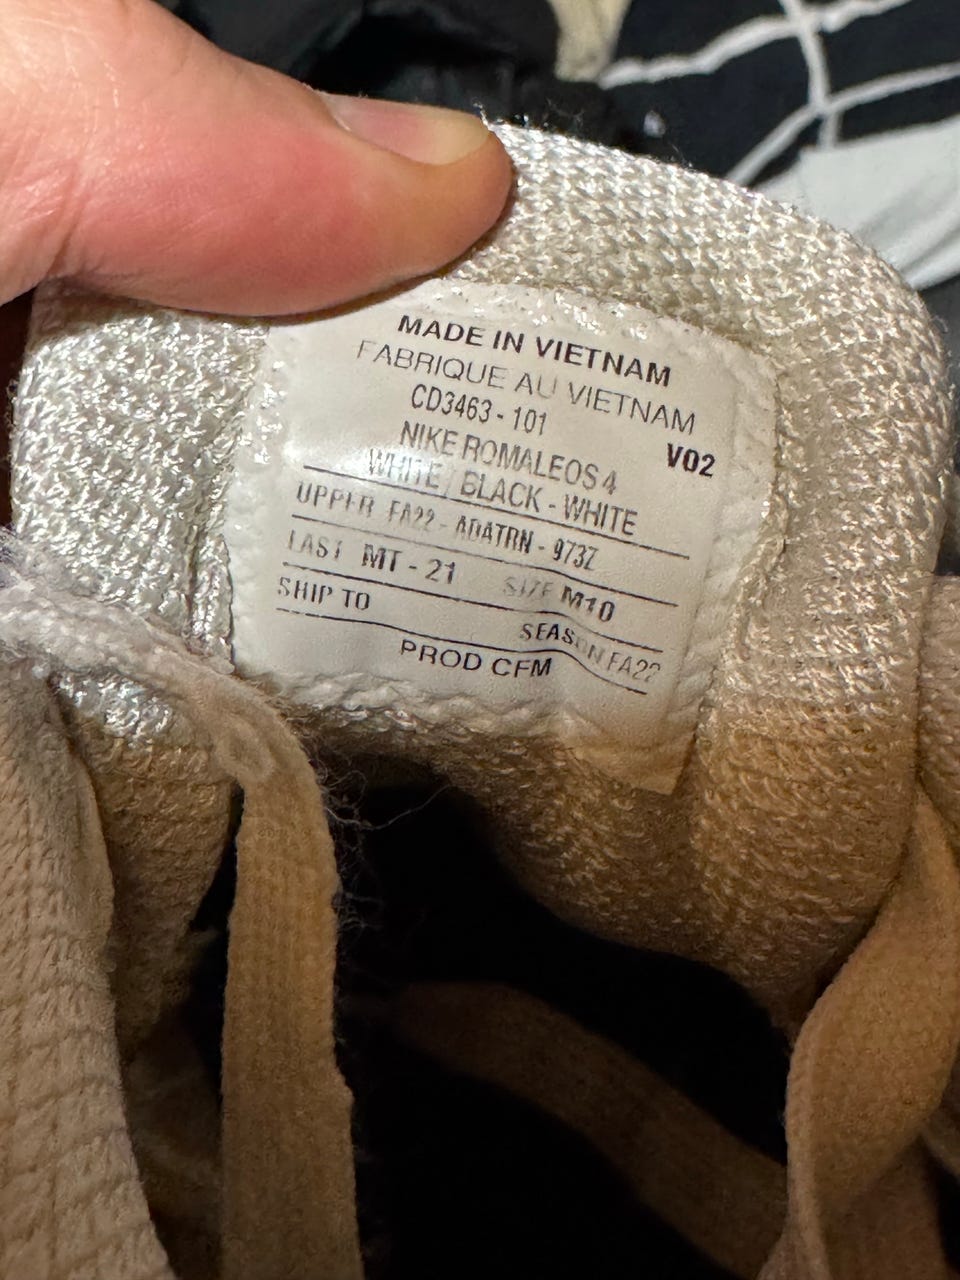 MADE IN VIETNAM
FABRIQUE AU VIETNAM
CD3463 - 101
NIKE ROMALEOS 4 V02
WHITE / BLACK - WHITE
UPPER FA22 - ADATRN - 973Z
LAST MT - 21 SIZE M10
SHIP TO
SEASON FA22
PROD CFM